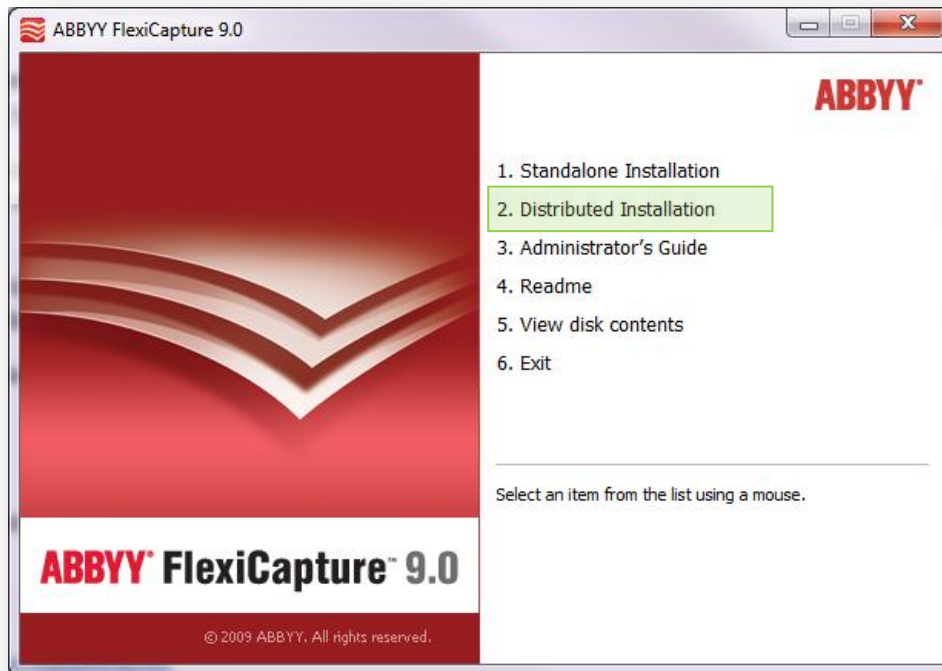 ABBYY FlexiCapture 9.0
ABBYY
1. Standalone Installation
2. Distributed Installation
3. Administrator's Guide
4. Readme
5. View disk contents
6. Exit
Select an item from the list using a mouse.
ABBYY® FlexiCapture™ 9.0
© 2009 ABBYY. All rights reserved.